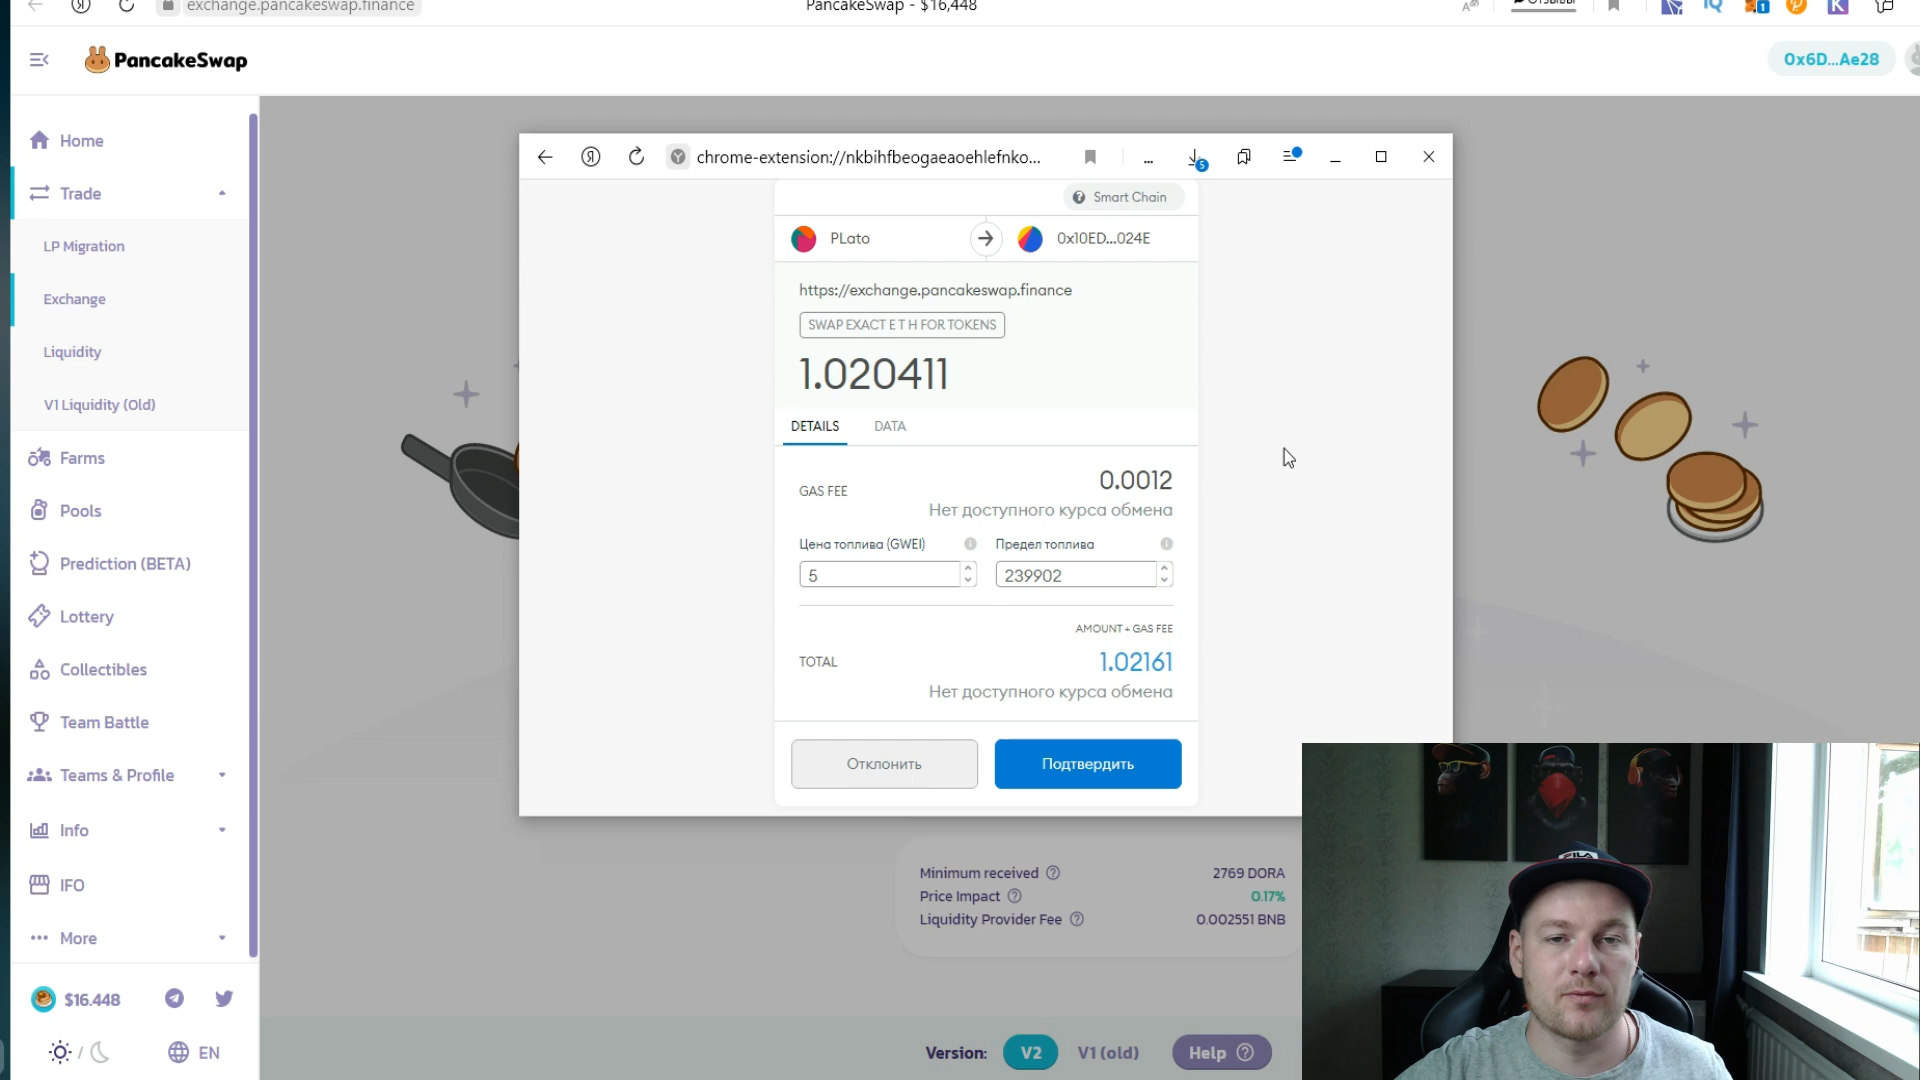 exchange.pancakeswap.finance
PancakeSwap - $16,448
Отзывы
IQ
1
K
PancakeSwap
0x6D...Ae28
Home
Trade
LP Migration
Exchange
Liquidity
V1 Liquidity (Old)
Farms
Pools
Prediction (BETA)
Lottery
Collectibles
Team Battle
Teams & Profile
Info
IFO
More
$16.448
/
EN
chrome-extension://nkbihfbeogaeaoehlefnko...
...
5
Smart Chain
PLato
0x10ED...024E
https://exchange.pancakeswap.finance
SWAP EXACT E T H FOR TOKENS
1.020411
DETAILS
DATA
GAS FEE
0.0012
Нет доступного курса обмена
Цена топлива (GWEI)
Предел топлива
5
239902
AMOUNT + GAS FEE
TOTAL
1.02161
Нет доступного курса обмена
Отклонить
Подтвердить
Minimum received
2769 DORA
Price Impact
0.17%
Liquidity Provider Fee
0.002551 BNB
Version:
V2
V1 (old)
Help
FILA